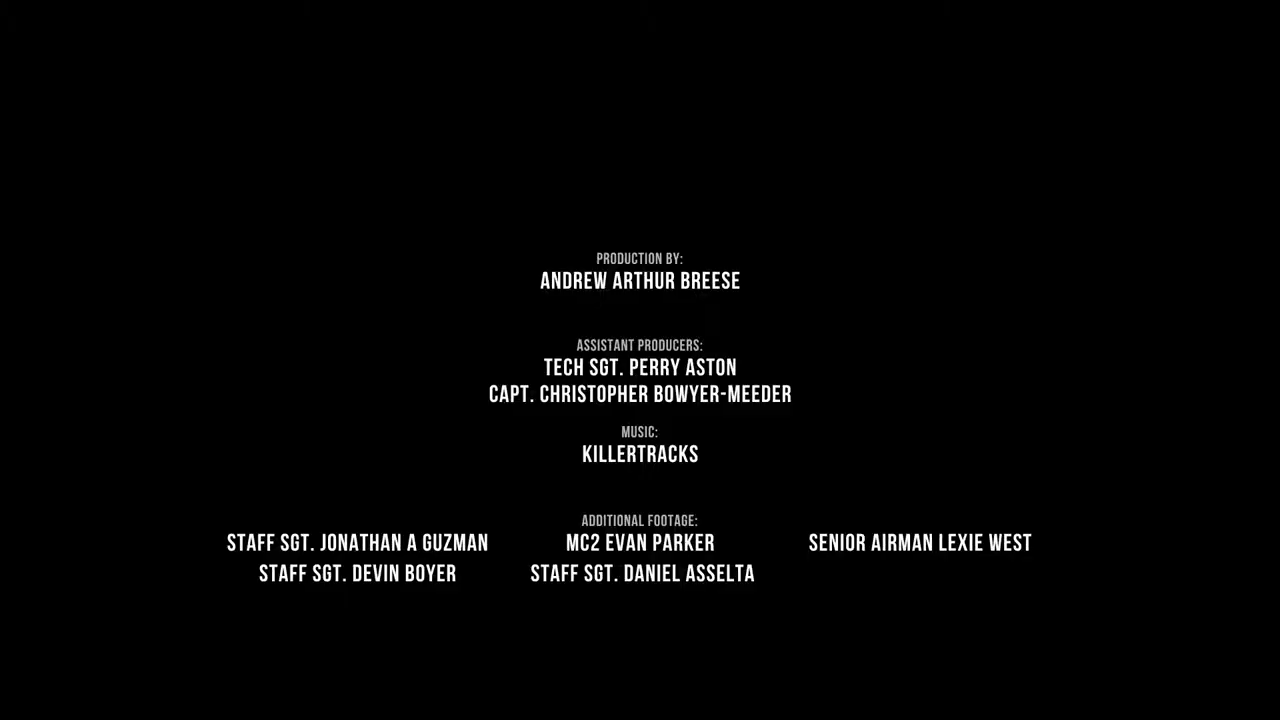 PRODUCTION BY:
ANDREW ARTHUR BREESE
ASSISTANT PRODUCERS:
TECH SGT. PERRY ASTON
CAPT. CHRISTOPHER BOWYER-MEEDER
MUSIC:
KILLERTRACKS
ADDITIONAL FOOTAGE:
STAFF SGT. JONATHAN A GUZMAN MC2 EVAN PARKER SENIOR AIRMAN LEXIE WEST
STAFF SGT. DEVIN BOYER STAFF SGT. DANIEL ASSELTA